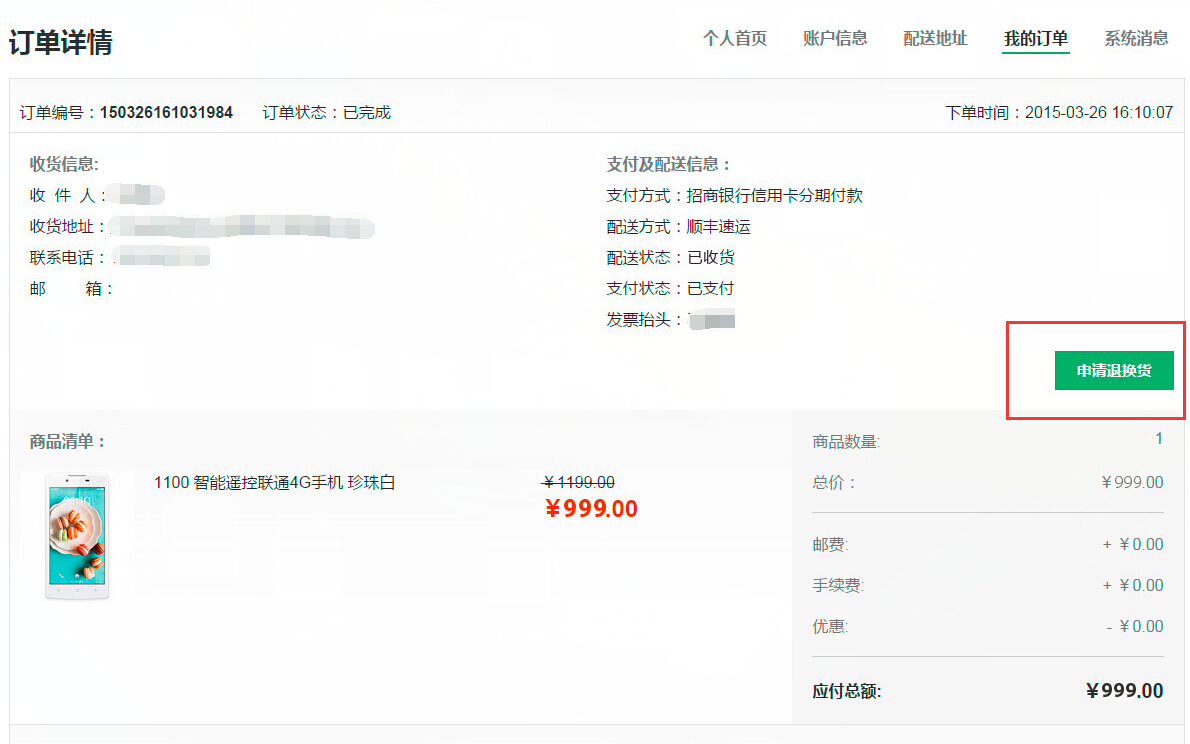 订单详情
个人首页 账户信息 配送地址 我的订单 系统消息
订单编号：150326161031984 订单状态：已完成 下单时间：2015-03-26 16:10:07
收货信息:
收 件 人：
收货地址：
联系电话：
邮 箱：
支付及配送信息：
支付方式：招商银行信用卡分期付款
配送方式：顺丰速运
配送状态：已收货
支付状态：已支付
发票抬头：
申请退换货
商品清单：
1100 智能遥控联通4G手机 珍珠白
￥1199.00
￥999.00
商品数量: 1
总价： ￥999.00
邮费: + ￥0.00
手续费: + ￥0.00
优惠: - ￥0.00
应付总额: ￥999.00